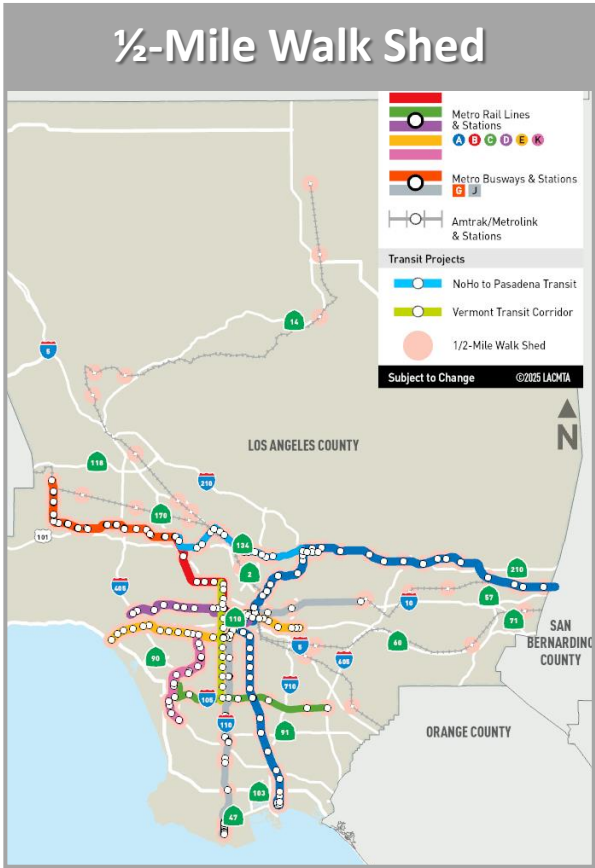 ½-Mile Walk Shed
Metro Rail Lines
& Stations
A B C D E K
Metro Busways & Stations
G J
Amtrak/Metrolink
& Stations
Transit Projects
NoHo to Pasadena Transit
Vermont Transit Corridor
1/2-Mile Walk Shed
Subject to Change ©2025 LACMTA
N
14
5
LOS ANGELES COUNTY
118
210
170
101
134
2
210
405
10
57
110
71
SAN
BERNARDINO
COUNTY
5
60
605
90
710
105
110
91
ORANGE COUNTY
103
47